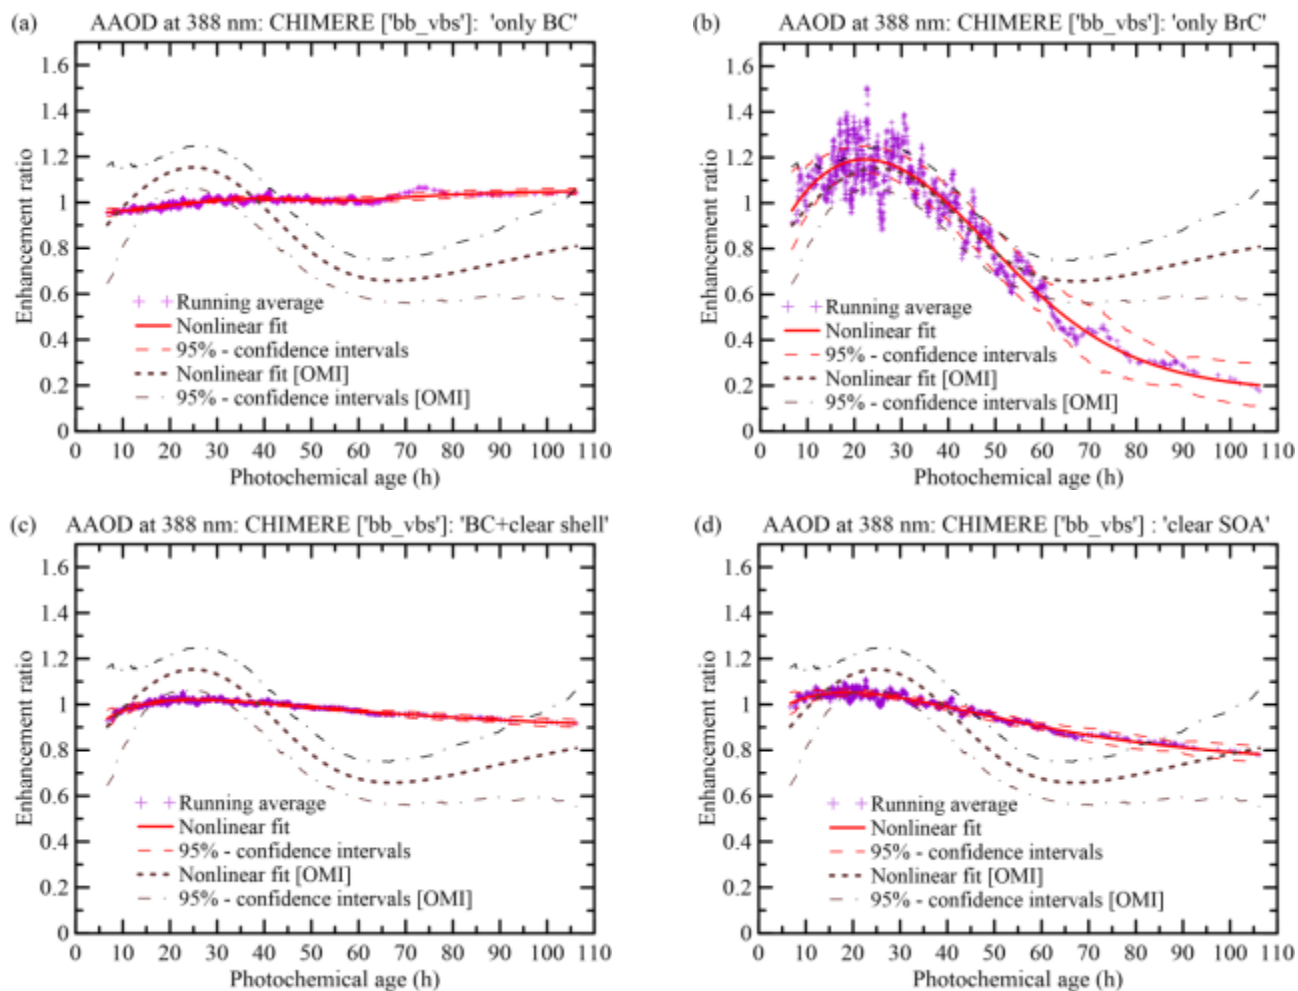 (a) AAOD at 388 nm: CHIMERE ['bb_vbs']: 'only BC'
Enhancement ratio
1.6
1.4
1.2
1
0.8
0.6
0.4
0.2
0
Running average
Nonlinear fit
95% - confidence intervals
Nonlinear fit [OMI]
95% - confidence intervals [OMI]
0 10 20 30 40 50 60 70 80 90 100 110
Photochemical age (h)
(b) AAOD at 388 nm: CHIMERE ['bb_vbs']: 'only BrC'
Enhancement ratio
1.6
1.4
1.2
1
0.8
0.6
0.4
0.2
0
Running average
Nonlinear fit
95% - confidence intervals
Nonlinear fit [OMI]
95% - confidence intervals [OMI]
0 10 20 30 40 50 60 70 80 90 100 110
Photochemical age (h)
(c) AAOD at 388 nm: CHIMERE ['bb_vbs']: 'BC+clear shell'
Enhancement ratio
1.6
1.4
1.2
1
0.8
0.6
0.4
0.2
0
Running average
Nonlinear fit
95% - confidence intervals
Nonlinear fit [OMI]
95% - confidence intervals [OMI]
0 10 20 30 40 50 60 70 80 90 100 110
Photochemical age (h)
(d) AAOD at 388 nm: CHIMERE ['bb_vbs'] : 'clear SOA'
Enhancement ratio
1.6
1.4
1.2
1
0.8
0.6
0.4
0.2
0
Running average
Nonlinear fit
95% - confidence intervals
Nonlinear fit [OMI]
95% - confidence intervals [OMI]
0 10 20 30 40 50 60 70 80 90 100 110
Photochemical age (h)